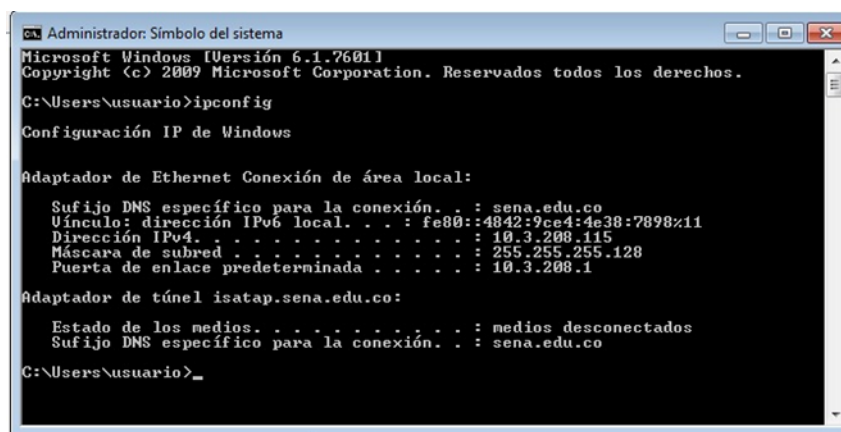 Administrador: Símbolo del sistema
Microsoft Windows [Versión 6.1.7601]
Copyright (c) 2009 Microsoft Corporation. Reservados todos los derechos.
C:\Users\usuario>ipconfig
Configuración IP de Windows
Adaptador de Ethernet Conexión de área local:
Sufijo DNS específico para la conexión. . : sena.edu.co
Vínculo: dirección IPv6 local. . . : fe80::4842:9ce4:4e38:7898%11
Dirección IPv4. . . . . . . . . . . . . . : 10.3.208.115
Máscara de subred . . . . . . . . . . . . : 255.255.255.128
Puerta de enlace predeterminada . . . . . : 10.3.208.1
Adaptador de túnel isatap.sena.edu.co:
Estado de los medios. . . . . . . . . . . : medios desconectados
Sufijo DNS específico para la conexión. . : sena.edu.co
C:\Users\usuario>_